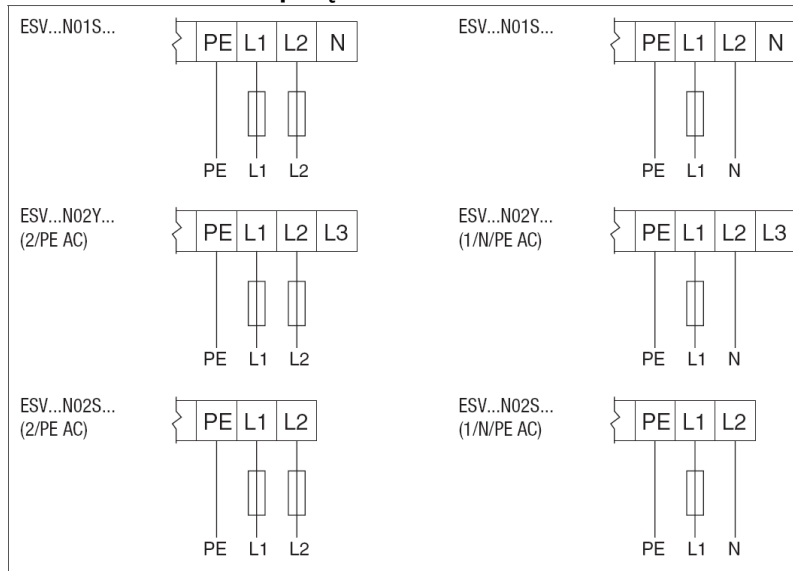 ESV...N01S...
PE L1 L2 N
PE L1 L2
ESV...N01S...
PE L1 L2 N
PE L1 N
ESV...N02Y...
(2/PE AC)
PE L1 L2 L3
PE L1 L2
ESV...N02Y...
(1/N/PE AC)
PE L1 L2 L3
PE L1 N
ESV...N02S...
(2/PE AC)
PE L1 L2
PE L1 L2
ESV...N02S...
(1/N/PE AC)
PE L1 L2
PE L1 N